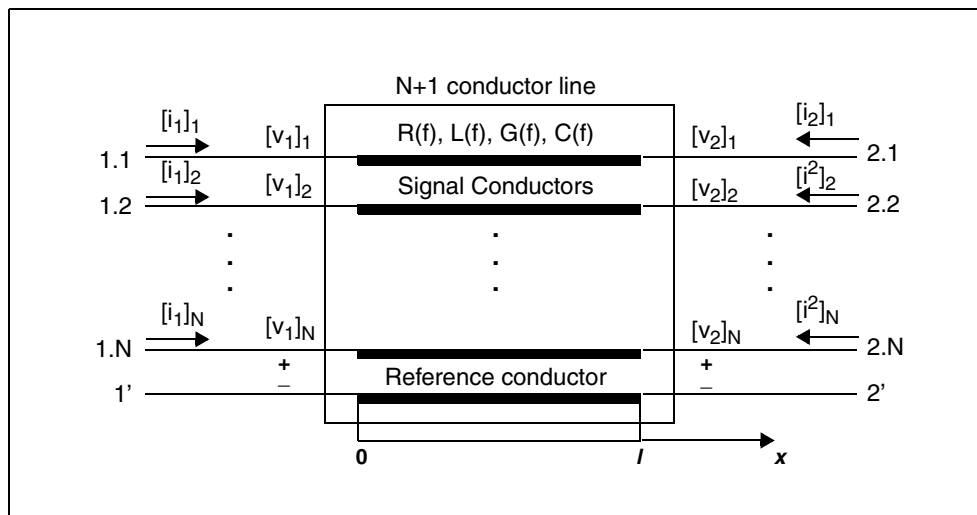 N+1 conductor line
[i1]1 [v1]1 R(f), L(f), G(f), C(f) [v2]1 [i2]1
1.1 2.1
[i1]2 [v1]2 Signal Conductors [v2]2 [i2]2
1.2 2.2
[i1]N [v1]N [v2]N [i2]N
1.N 2.N
+ +
– Reference conductor –
1’ 2’
0 l x